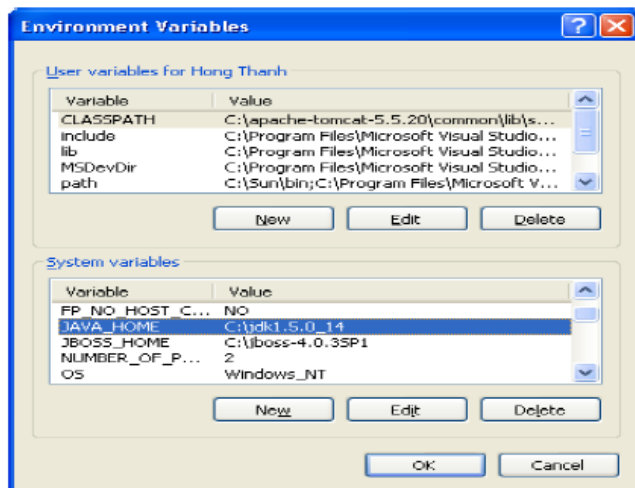 Environment Variables
User variables for Hong Thanh
Variable Value
CLASSPATH C:\apache-tomcat-5.5.20\common\lib\s...
include C:\Program Files\Microsoft Visual Studio...
lib C:\Program Files\Microsoft Visual Studio...
MSDevDir C:\Program Files\Microsoft Visual Studio...
path C:\Sun\bin;C:\Program Files\Microsoft V...
New Edit Delete
System variables
Variable Value
FP_NO_HOST_C... NO
JAVA_HOME C:\jdk1.5.0_14
JBOSS_HOME C:\jboss-4.0.3SP1
NUMBER_OF_P... 2
OS Windows_NT
New Edit Delete
OK Cancel